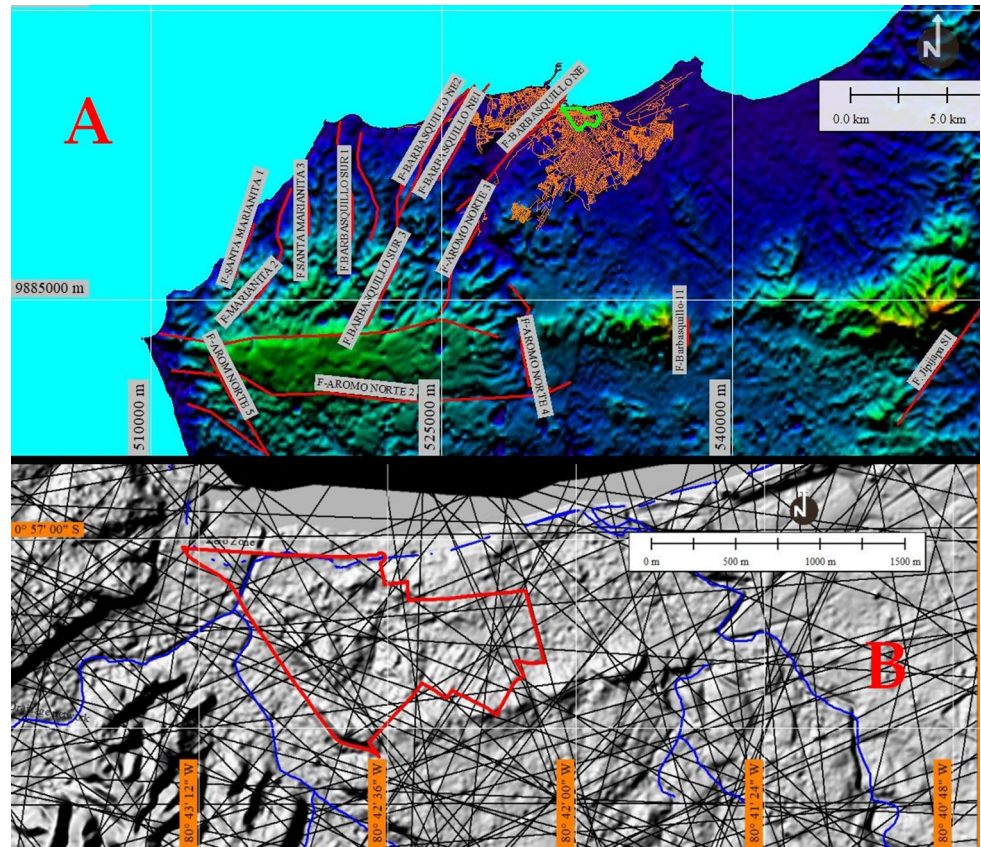 A
N
0.0 km 5.0 km
F-BARBASQUILLO NE2
F-BARBASQUILLO NE1
F-BARBASQUILLO NE
F-SANTA MARIANITA 1
F.SANTA MARIANITA 3
F.BARBASQUILLO SUR 1
F-MARIANITA 2
F.BARBASQUILLO SUR 3
F-AROMO NORTE 3
9885000 m
F-AROM NORTE 5
F-AROMO NORTE 2
F-AROMO NORTE 4
F-Barbasquillo-11
F. Jipijapa S1
510000 m
525000 m
540000 m
0° 57' 00" S
Zone
N
0 m 500 m 1000 m 1500 m
B
80° 43' 12" W
80° 42' 36" W
80° 42' 00" W
80° 41' 24" W
80° 40' 48" W